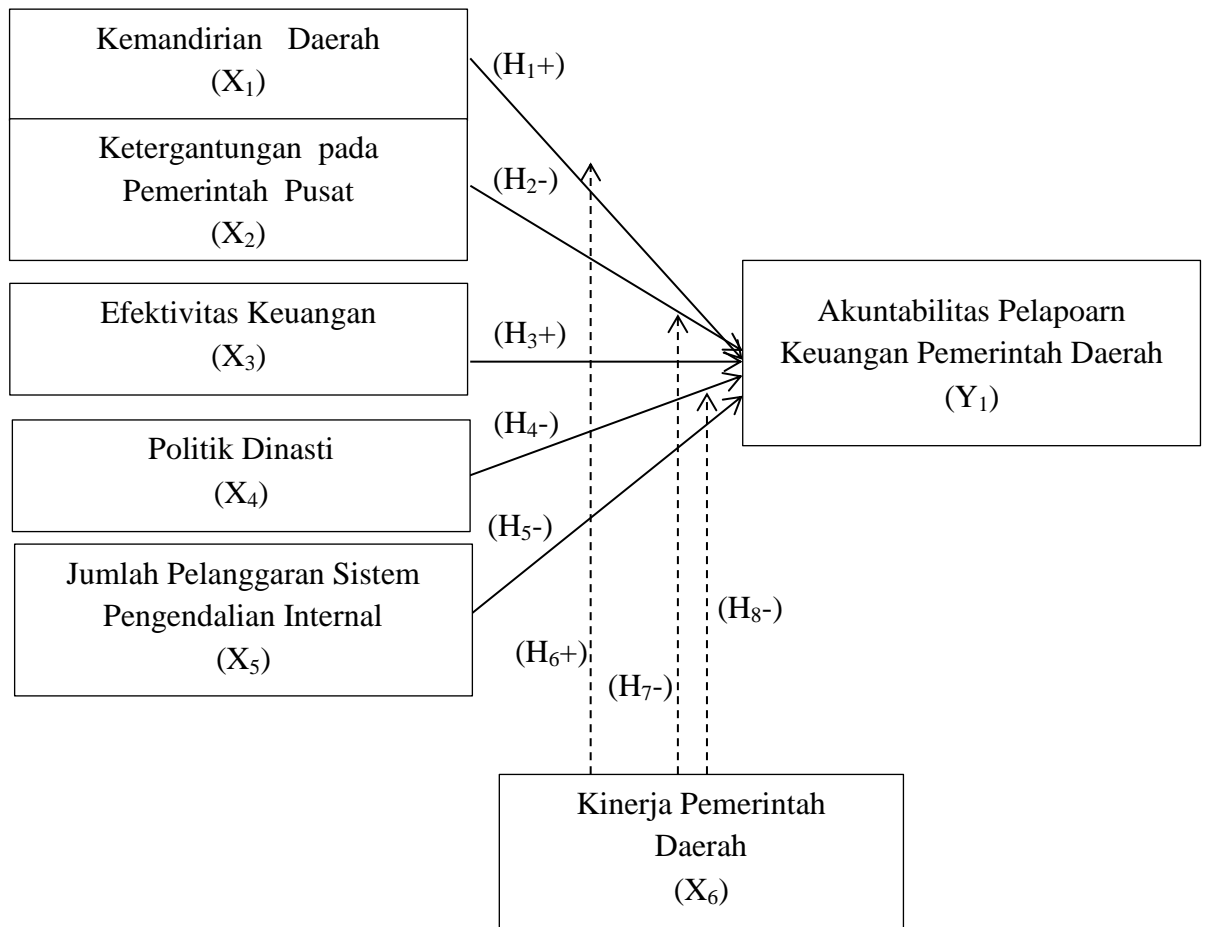 Kemandirian Daerah
(X₁)
(H₁+)
Ketergantungan pada
Pemerintah Pusat
(X₂)
(H₂-)
Efektivitas Keuangan
(X₃)
(H₃+)
Akuntabilitas Pelapoarn
Keuangan Pemerintah Daerah
(Y₁)
Politik Dinasti
(X₄)
(H₄-)
Jumlah Pelanggaran Sistem
Pengendalian Internal
(X₅)
(H₅-)
(H₆+)
(H₇-)
(H₈-)
Kinerja Pemerintah
Daerah
(X₆)